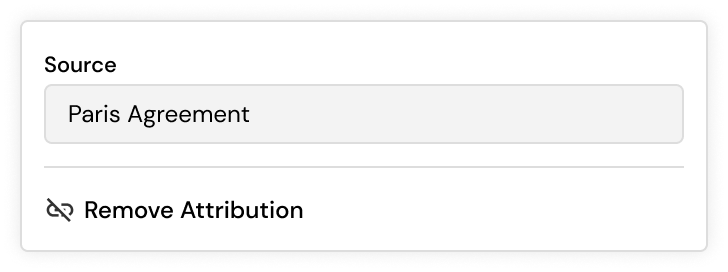 Source
Paris Agreement
Remove Attribution